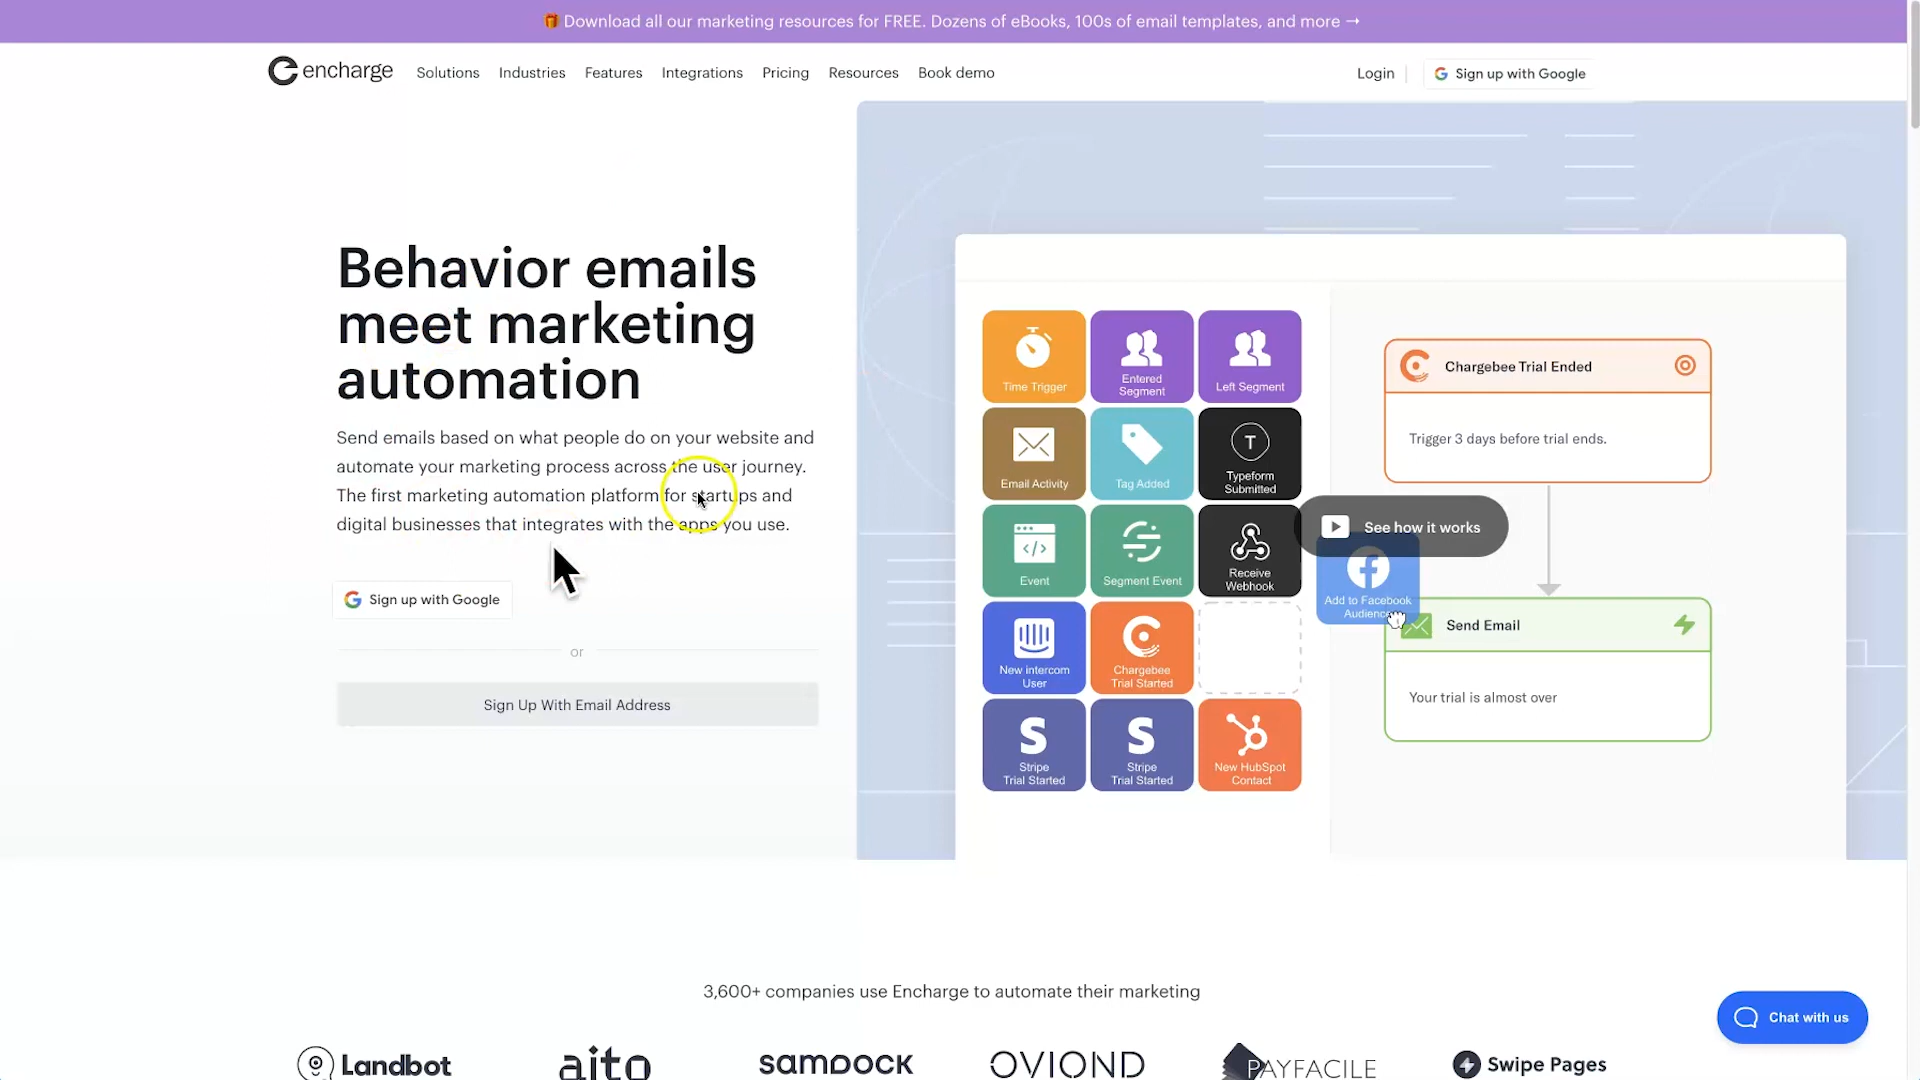 🎁 Download all our marketing resources for FREE. Dozens of eBooks, 100s of email templates, and more →
encharge
Solutions
Industries
Features
Integrations
Pricing
Resources
Book demo
Login
Sign up with Google
Behavior emails
meet marketing
automation
Send emails based on what people do on your website and
automate your marketing process across the user journey.
The first marketing automation platform for startups and
digital businesses that integrates with the apps you use.
Sign up with Google
or
Sign Up With Email Address
Time Trigger
Entered
Segment
Left Segment
Email Activity
Tag Added
T
Typeform
Submitted
Event
Segment Event
Receive
Webhook
New intercom
User
Chargebee
Trial Started
S
Stripe
Trial Started
S
Stripe
Trial Started
New HubSpot
Contact
Chargebee Trial Ended
Trigger 3 days before trial ends.
See how it works
Add to Facebook
Audience
Send Email
Your trial is almost over
3,600+ companies use Encharge to automate their marketing
Landbot
aito
SAMDOCK
OVIOND
PAYFACILE
Swipe Pages
Chat with us